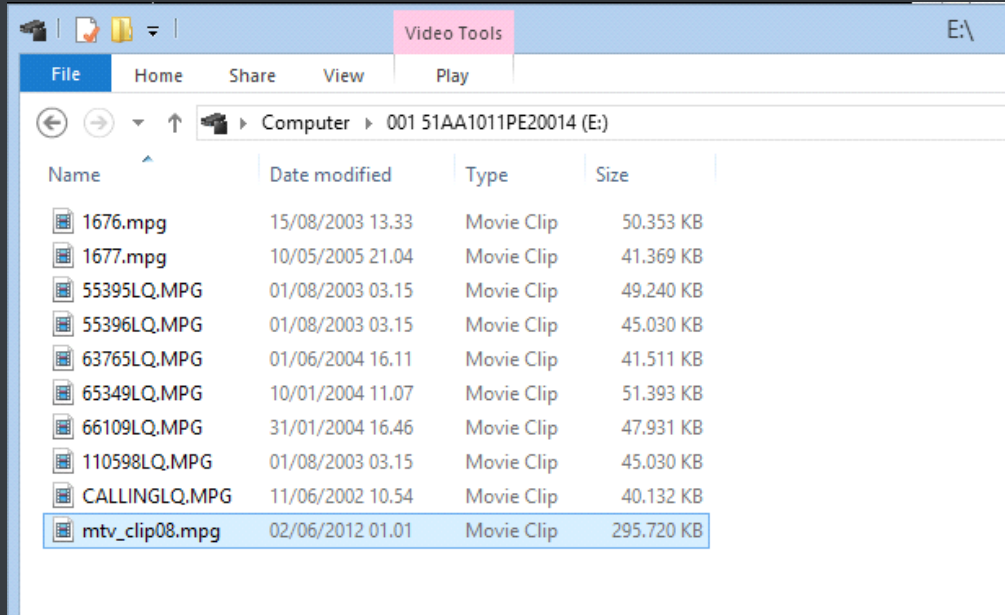 Video Tools E:\
File Home Share View Play
Computer 001 51AA1011PE20014 (E:)
Name Date modified Type Size
1676.mpg 15/08/2003 13.33 Movie Clip 50.353 KB
1677.mpg 10/05/2005 21.04 Movie Clip 41.369 KB
55395LQ.MPG 01/08/2003 03.15 Movie Clip 49.240 KB
55396LQ.MPG 01/08/2003 03.15 Movie Clip 45.030 KB
63765LQ.MPG 01/06/2004 16.11 Movie Clip 41.511 KB
65349LQ.MPG 10/01/2004 11.07 Movie Clip 51.393 KB
66109LQ.MPG 31/01/2004 16.46 Movie Clip 47.931 KB
110598LQ.MPG 01/08/2003 03.15 Movie Clip 45.030 KB
CALLINGLQ.MPG 11/06/2002 10.54 Movie Clip 40.132 KB
mtv_clip08.mpg 02/06/2012 01.01 Movie Clip 295.720 KB